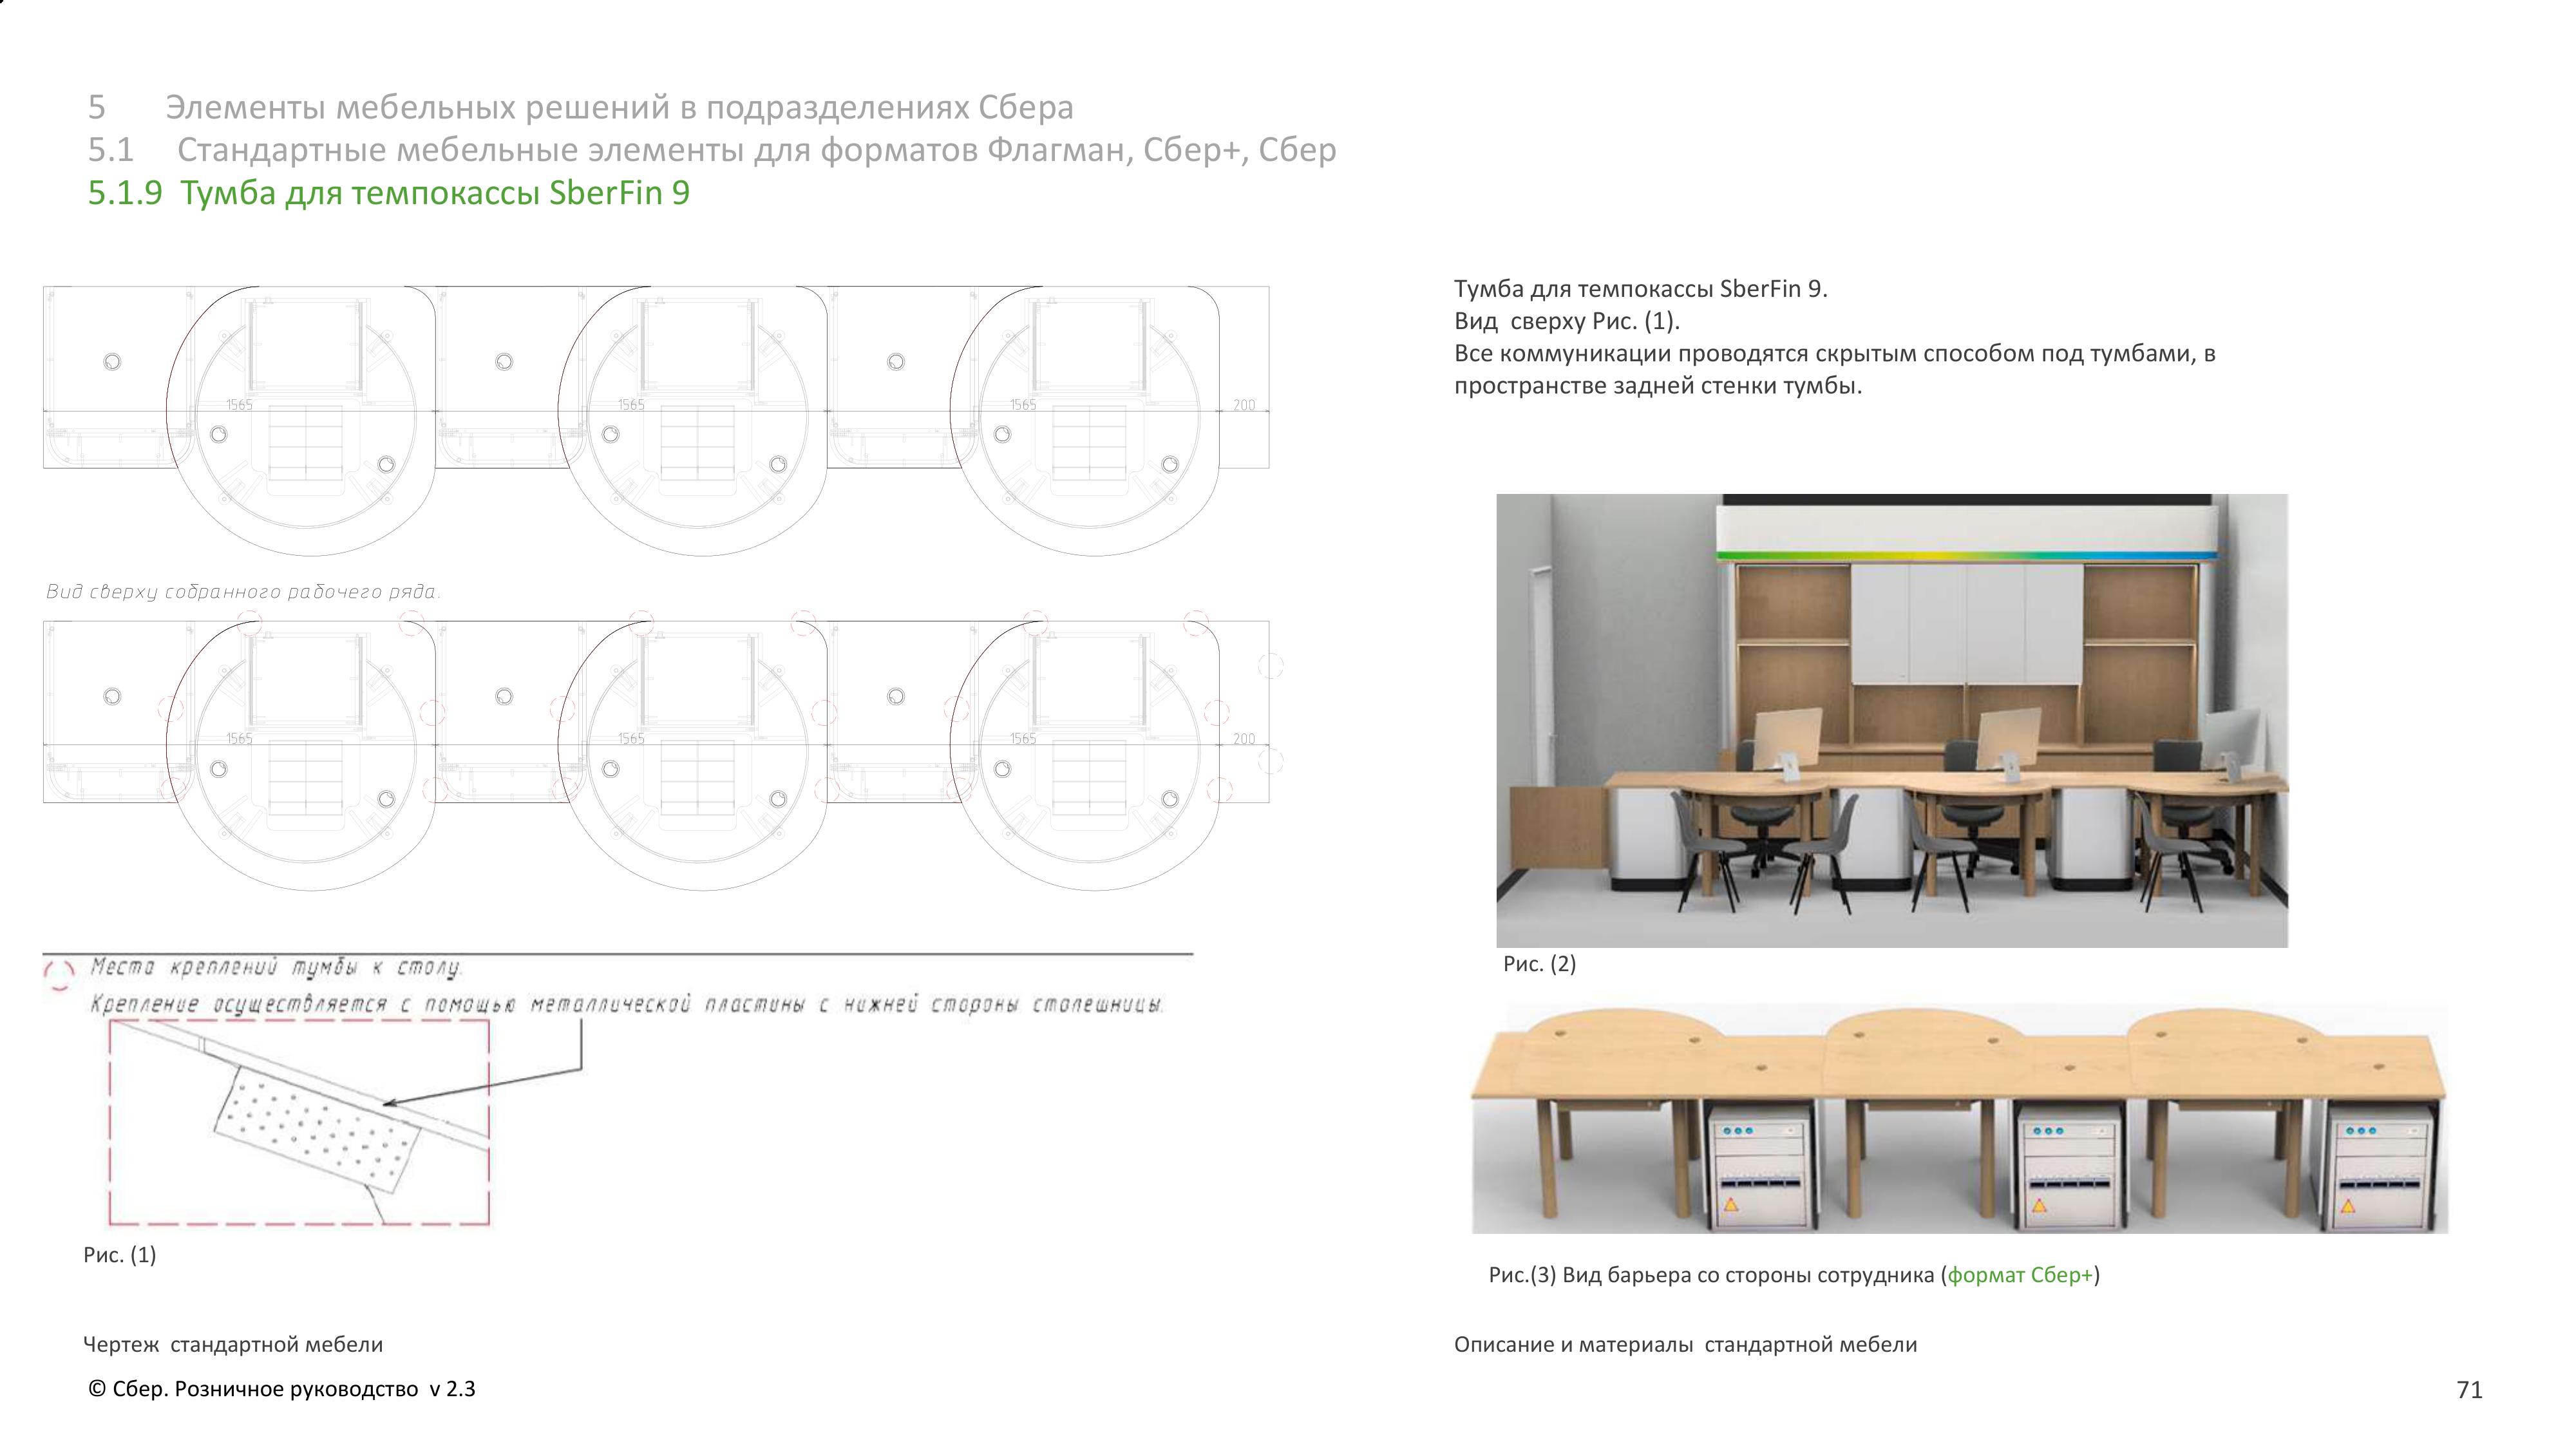 5 Элементы мебельных решений в подразделениях Сбера
5.1 Стандартные мебельные элементы для форматов Флагман, Сбер+, Сбер
5.1.9 Тумба для темпокассы SberFin 9
1565 1565 1565 200
Вид сверху собранного рабочего ряда.
1565 1565 1565 200
Места креплений тумбы к столу.
Крепление осуществляется с помощью металлической пластины с нижней стороны столешницы.
Рис. (1)
Чертеж стандартной мебели
© Сбер. Розничное руководство v 2.3
Тумба для темпокассы SberFin 9.
Вид сверху Рис. (1).
Все коммуникации проводятся скрытым способом под тумбами, в
пространстве задней стенки тумбы.
Рис. (2)
Рис.(3) Вид барьера со стороны сотрудника (формат Сбер+)
Описание и материалы стандартной мебели
71